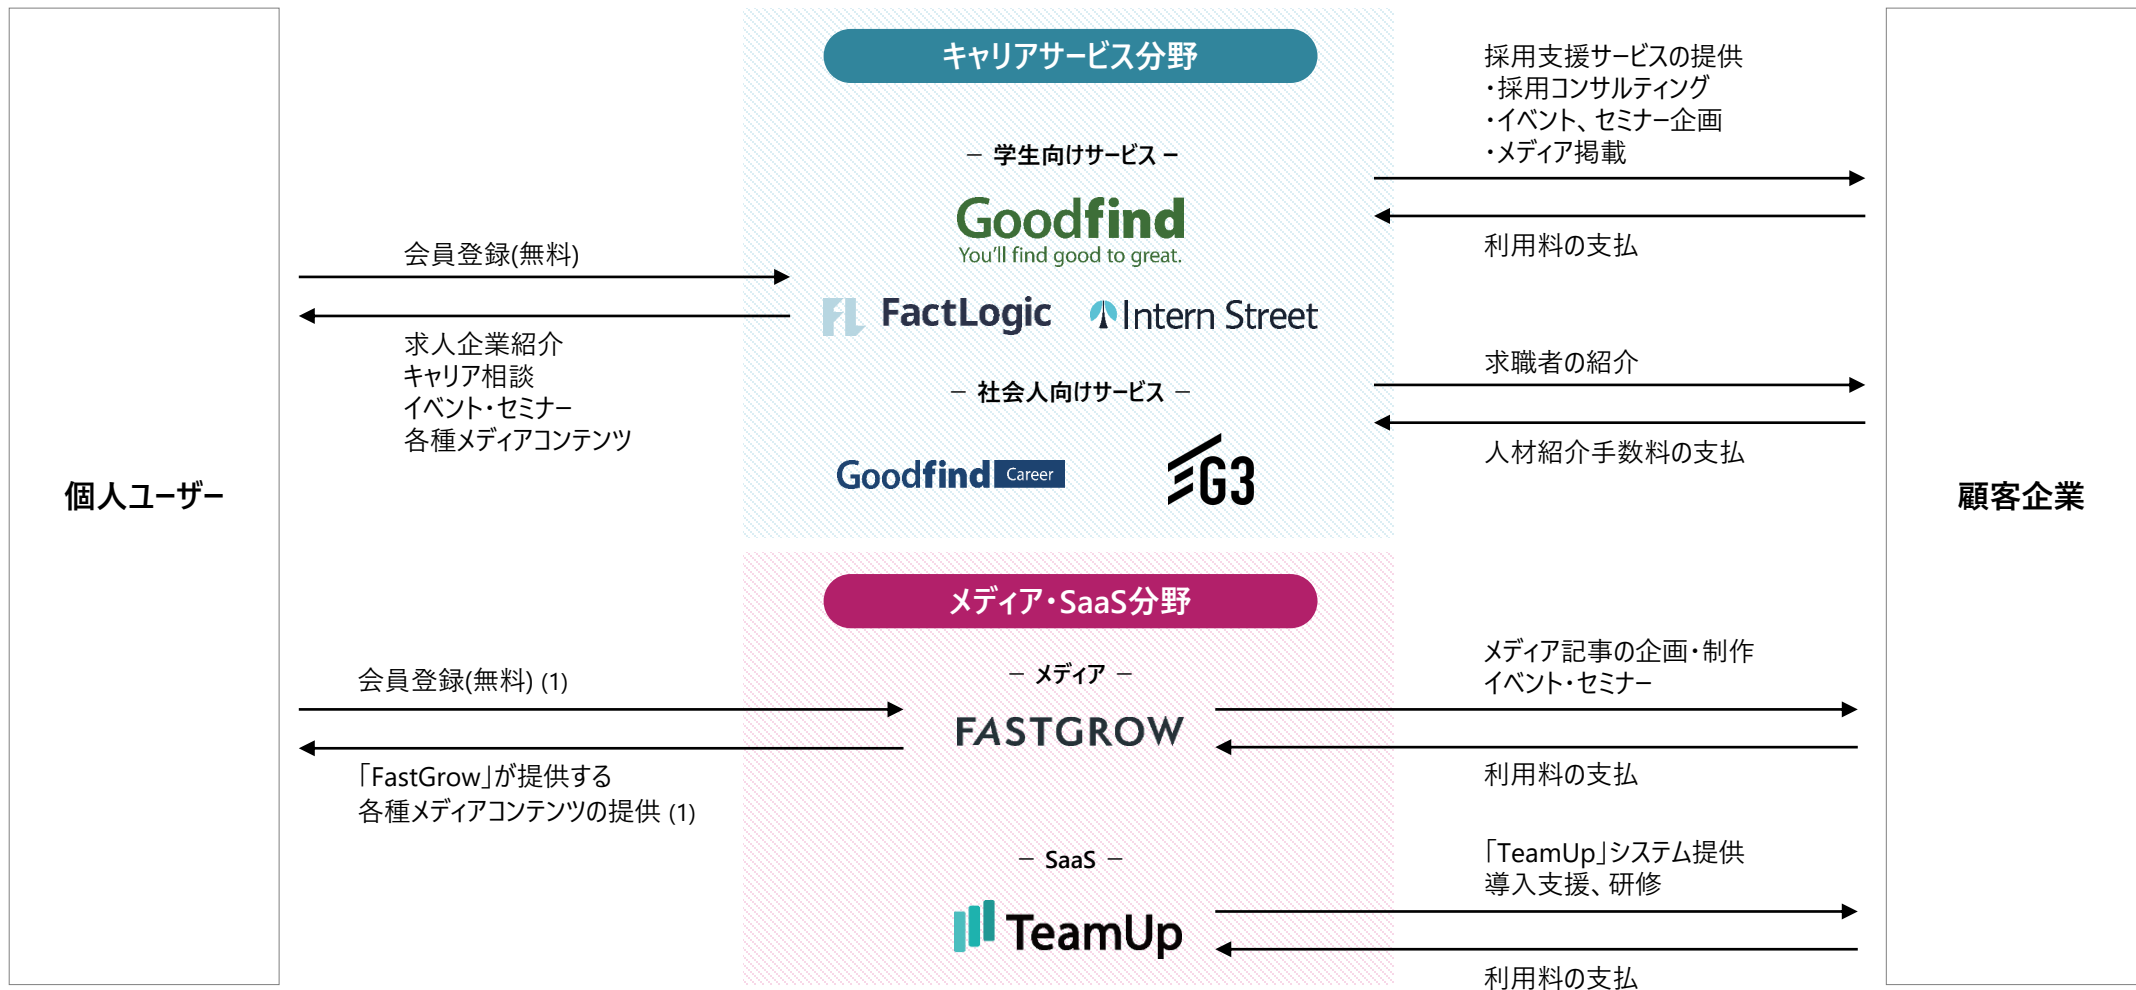 個人ユーザー
会員登録(無料)
求人企業紹介
キャリア相談
イベント・セミナー
各種メディアコンテンツ
会員登録(無料) (1)
「FastGrow」が提供する
各種メディアコンテンツの提供 (1)
キャリアサービス分野
－ 学生向けサービス －
Goodfind
You'll find good to great.
FL FactLogic
Intern Street
－ 社会人向けサービス －
Goodfind Career
G3
メディア・SaaS分野
－ メディア －
FASTGROW
－ SaaS －
TeamUp
採用支援サービスの提供
・採用コンサルティング
・イベント、セミナー企画
・メディア掲載
利用料の支払
求職者の紹介
人材紹介手数料の支払
メディア記事の企画・制作
イベント・セミナー
利用料の支払
「TeamUp」システム提供
導入支援、研修
利用料の支払
顧客企業